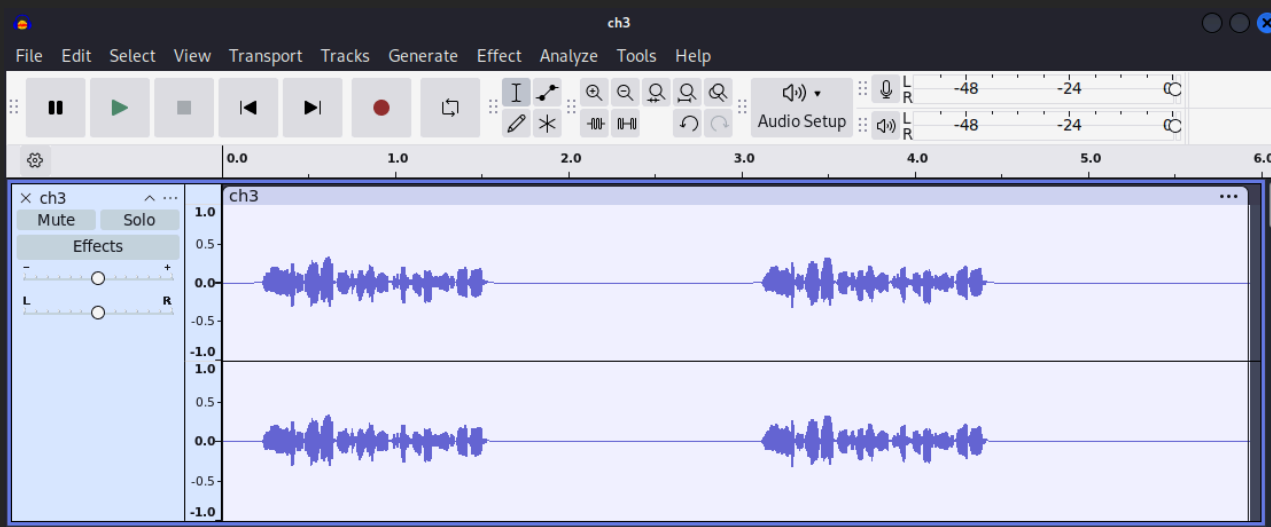 ch3
File Edit Select View Transport Tracks Generate Effect Analyze Tools Help
L R -48 -24 0
Audio Setup
L R -48 -24 0
0.0 1.0 2.0 3.0 4.0 5.0 6.0
ch3
ch3
Mute Solo
Effects
- +
L R
1.0
0.5-
0.0-
-0.5-
-1.0
1.0
0.5-
0.0-
-0.5-
-1.0